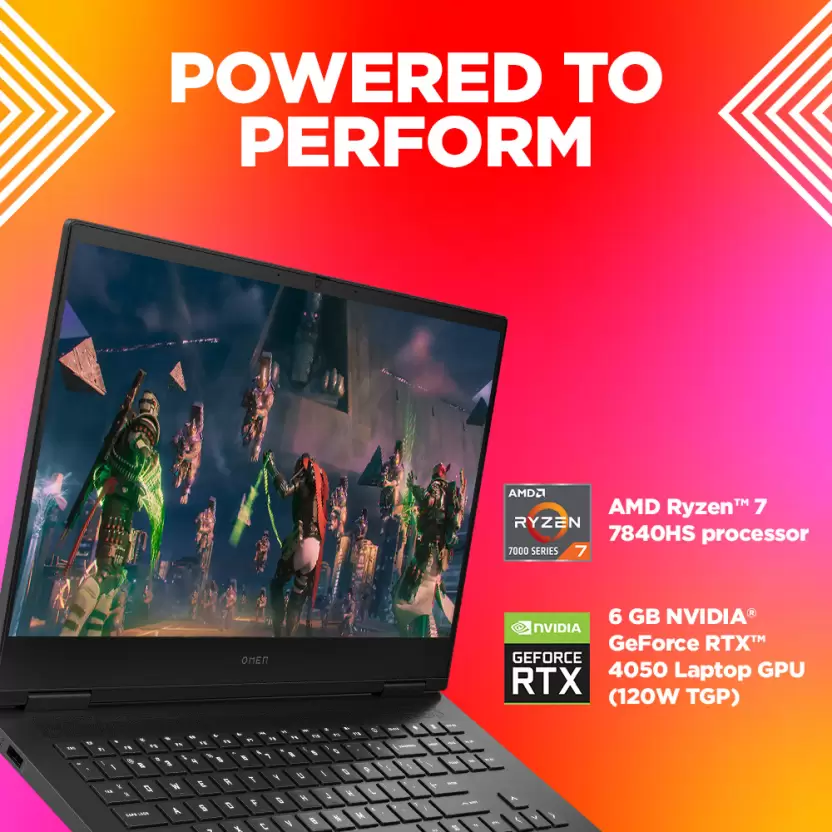 POWERED TO
PERFORM
AMD
RYZEN
7000 SERIES 7
AMD Ryzen™ 7
7840HS processor
NVIDIA
GEFORCE
RTX
6 GB NVIDIA®
GeForce RTX™
4050 Laptop GPU
(120W TGP)
OMEN